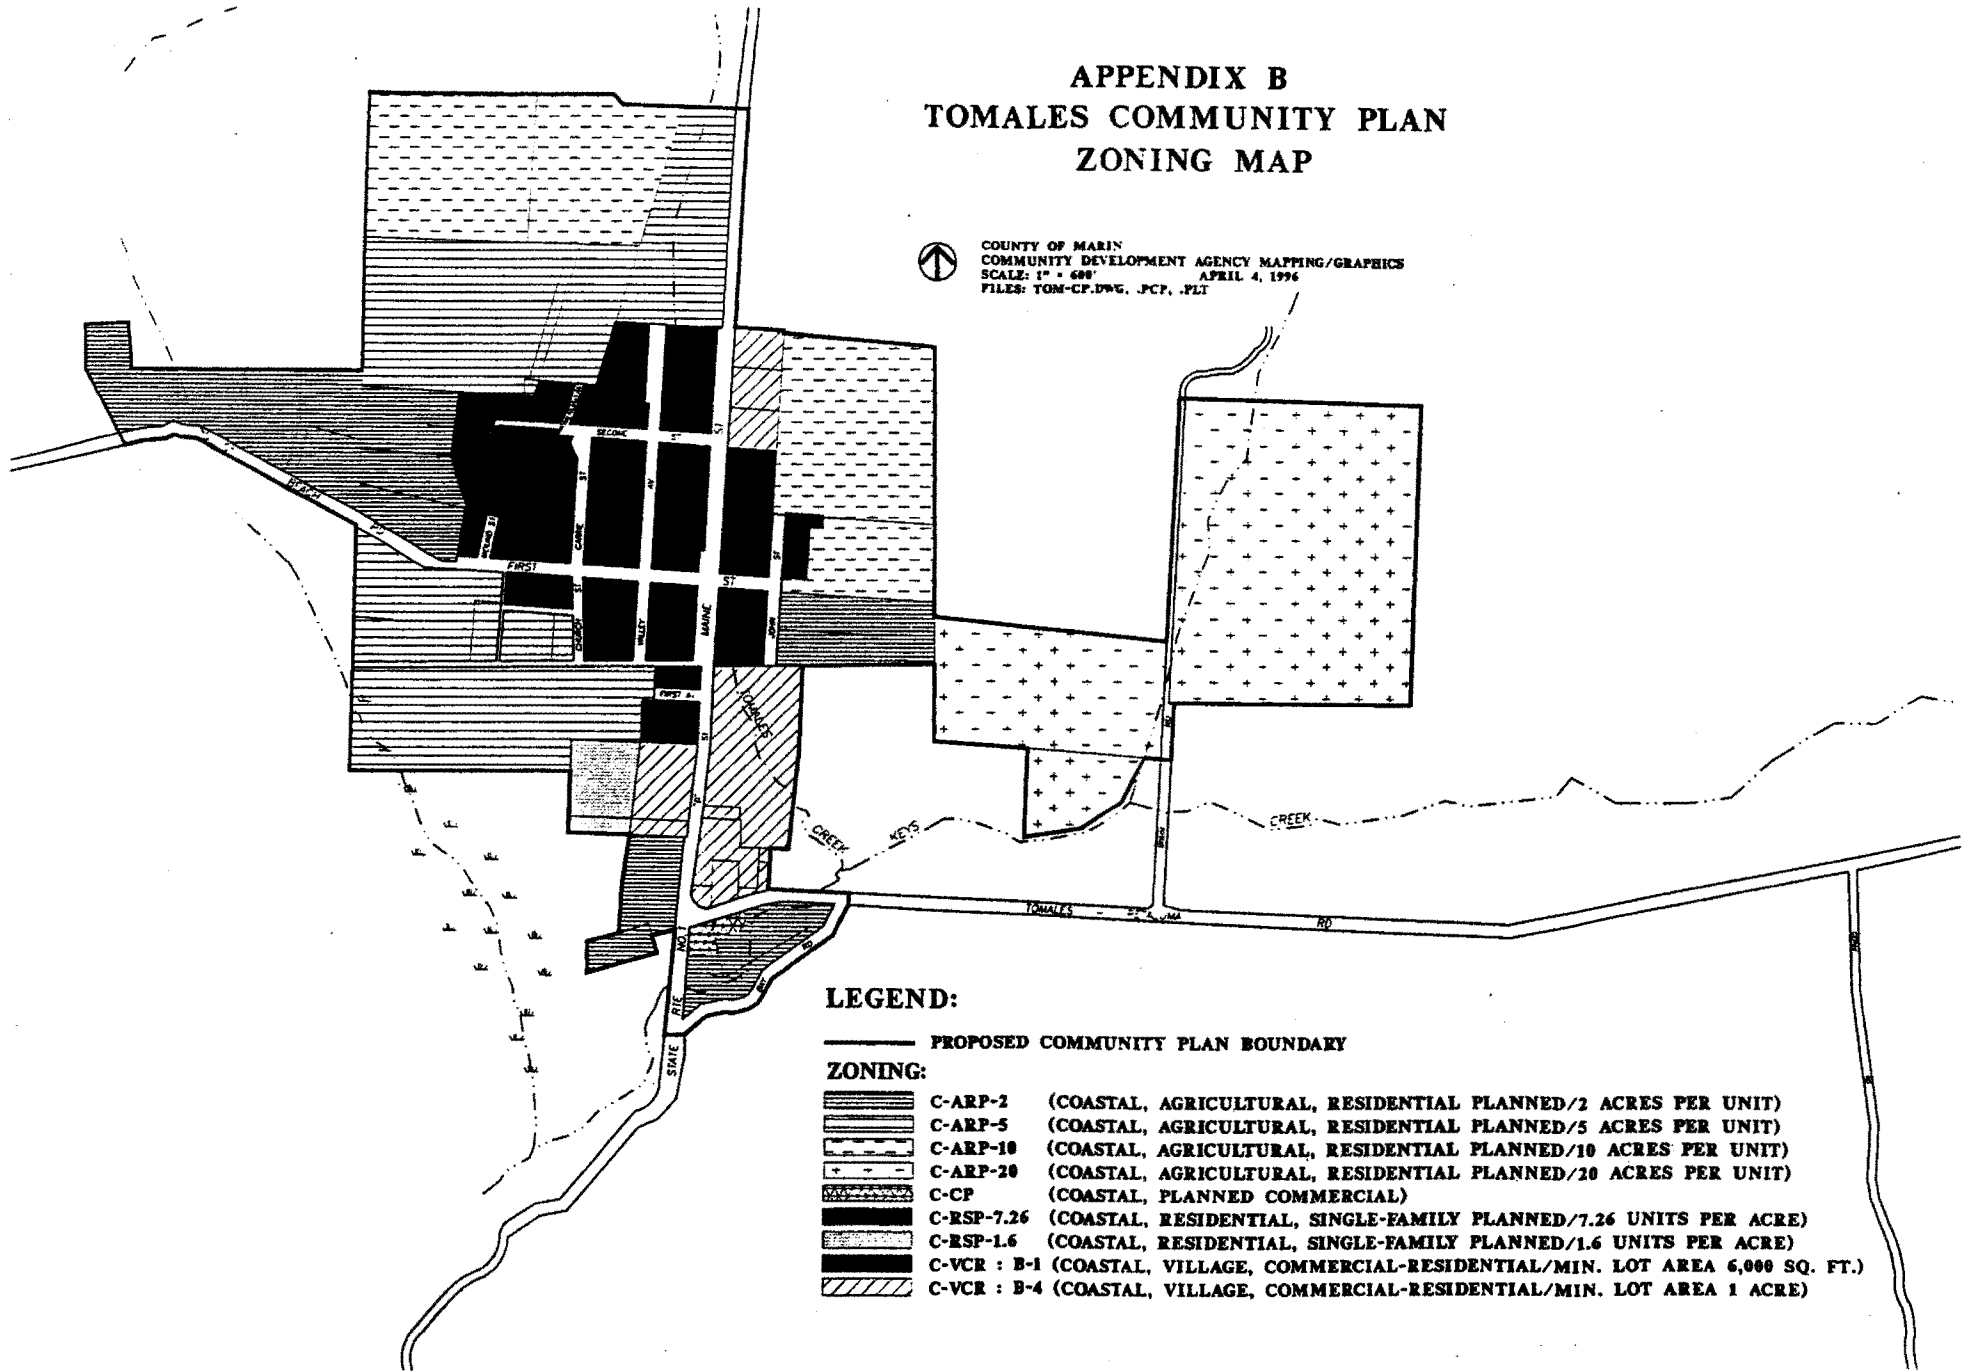 APPENDIX B
TOMALES COMMUNITY PLAN
ZONING MAP
COUNTY OF MARIN
COMMUNITY DEVELOPMENT AGENCY MAPPING/GRAPHICS
SCALE: 1" = 600' APRIL 4, 1996
FILES: TOM-CP.DWG, .PCP, .PLT
SECOND ST
ST
ST
AV
BEACH
MOUND ST
CARRIE
FIRST ST
ST
ST
CHURCH
VALLEY
MAINE
JOHN
FIRST
TOMALES
ST
CREEK
KEYS
CREEK
TOMALES
RD
NO.
RTE
STATE
RD
LEGEND:
PROPOSED COMMUNITY PLAN BOUNDARY
ZONING:
C-ARP-2 (COASTAL, AGRICULTURAL, RESIDENTIAL PLANNED/2 ACRES PER UNIT)
C-ARP-5 (COASTAL, AGRICULTURAL, RESIDENTIAL PLANNED/5 ACRES PER UNIT)
C-ARP-10 (COASTAL, AGRICULTURAL, RESIDENTIAL PLANNED/10 ACRES PER UNIT)
C-ARP-20 (COASTAL, AGRICULTURAL, RESIDENTIAL PLANNED/20 ACRES PER UNIT)
C-CP (COASTAL, PLANNED COMMERCIAL)
C-RSP-7.26 (COASTAL, RESIDENTIAL, SINGLE-FAMILY PLANNED/7.26 UNITS PER ACRE)
C-RSP-1.6 (COASTAL, RESIDENTIAL, SINGLE-FAMILY PLANNED/1.6 UNITS PER ACRE)
C-VCR : B-1 (COASTAL, VILLAGE, COMMERCIAL-RESIDENTIAL/MIN. LOT AREA 6,000 SQ. FT.)
C-VCR : B-4 (COASTAL, VILLAGE, COMMERCIAL-RESIDENTIAL/MIN. LOT AREA 1 ACRE)